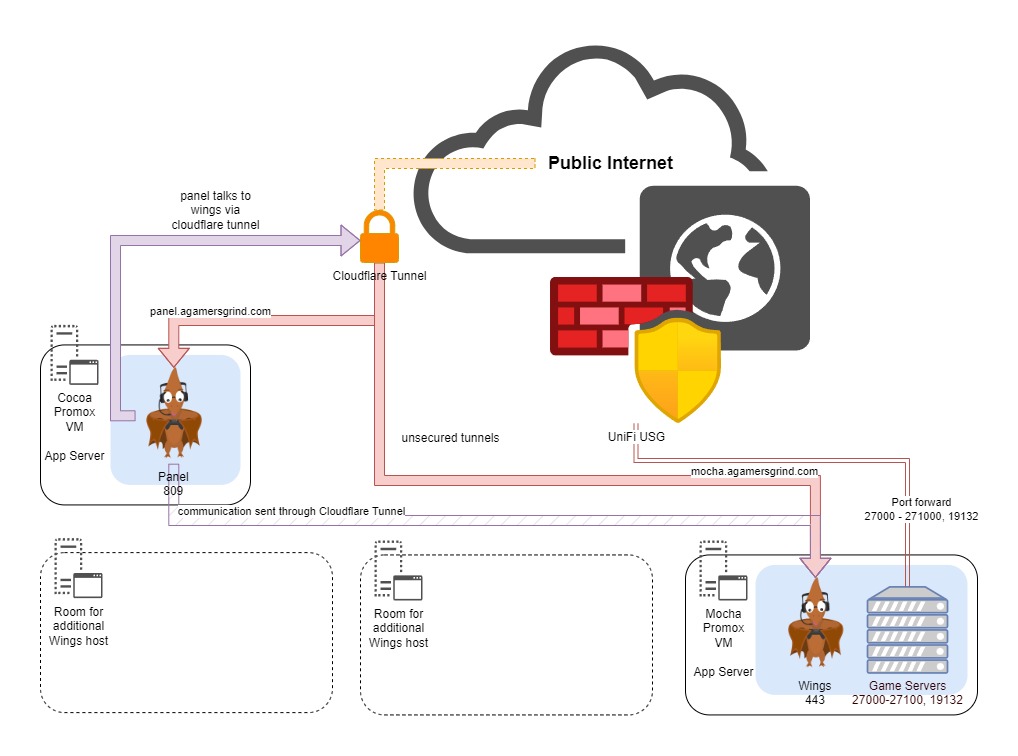 Public Internet
panel talks to
wings via
cloudflare tunnel
Cloudflare Tunnel
panel.agamersgrind.com
Cocoa
Promox
VM
App Server
Panel
809
unsecured tunnels
UniFi USG
mocha.agamersgrind.com
Port forward
27000 - 271000, 19132
communication sent through Cloudflare Tunnel
Room for
additional
Wings host
Room for
additional
Wings host
Mocha
Promox
VM
App Server
Wings
443
Game Servers
27000-27100, 19132